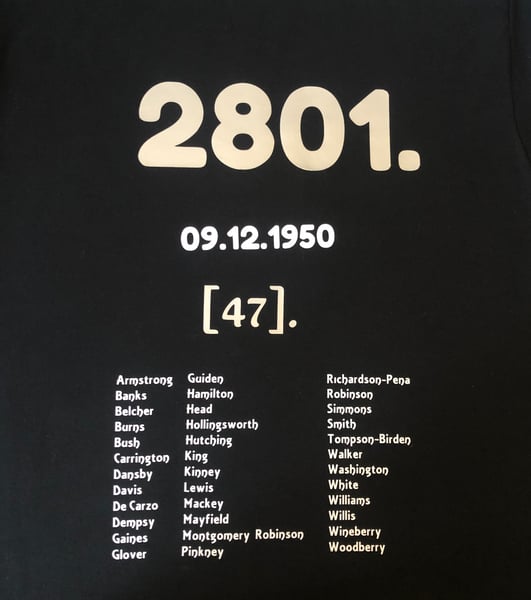 2801.
09.12.1950
[47].
Armstrong
Banks
Belcher
Burns
Bush
Carrington
Dansby
Davis
De Carzo
Dempsy
Gaines
Glover
Guiden
Hamilton
Head
Hollingsworth
Hutching
King
Kinney
Lewis
Mackey
Mayfield
Montgomery Robinson
Pinkney
Richardson-Pena
Robinson
Simmons
Smith
Tompson-Birden
Walker
Washington
White
Williams
Willis
Wineberry
Woodberry